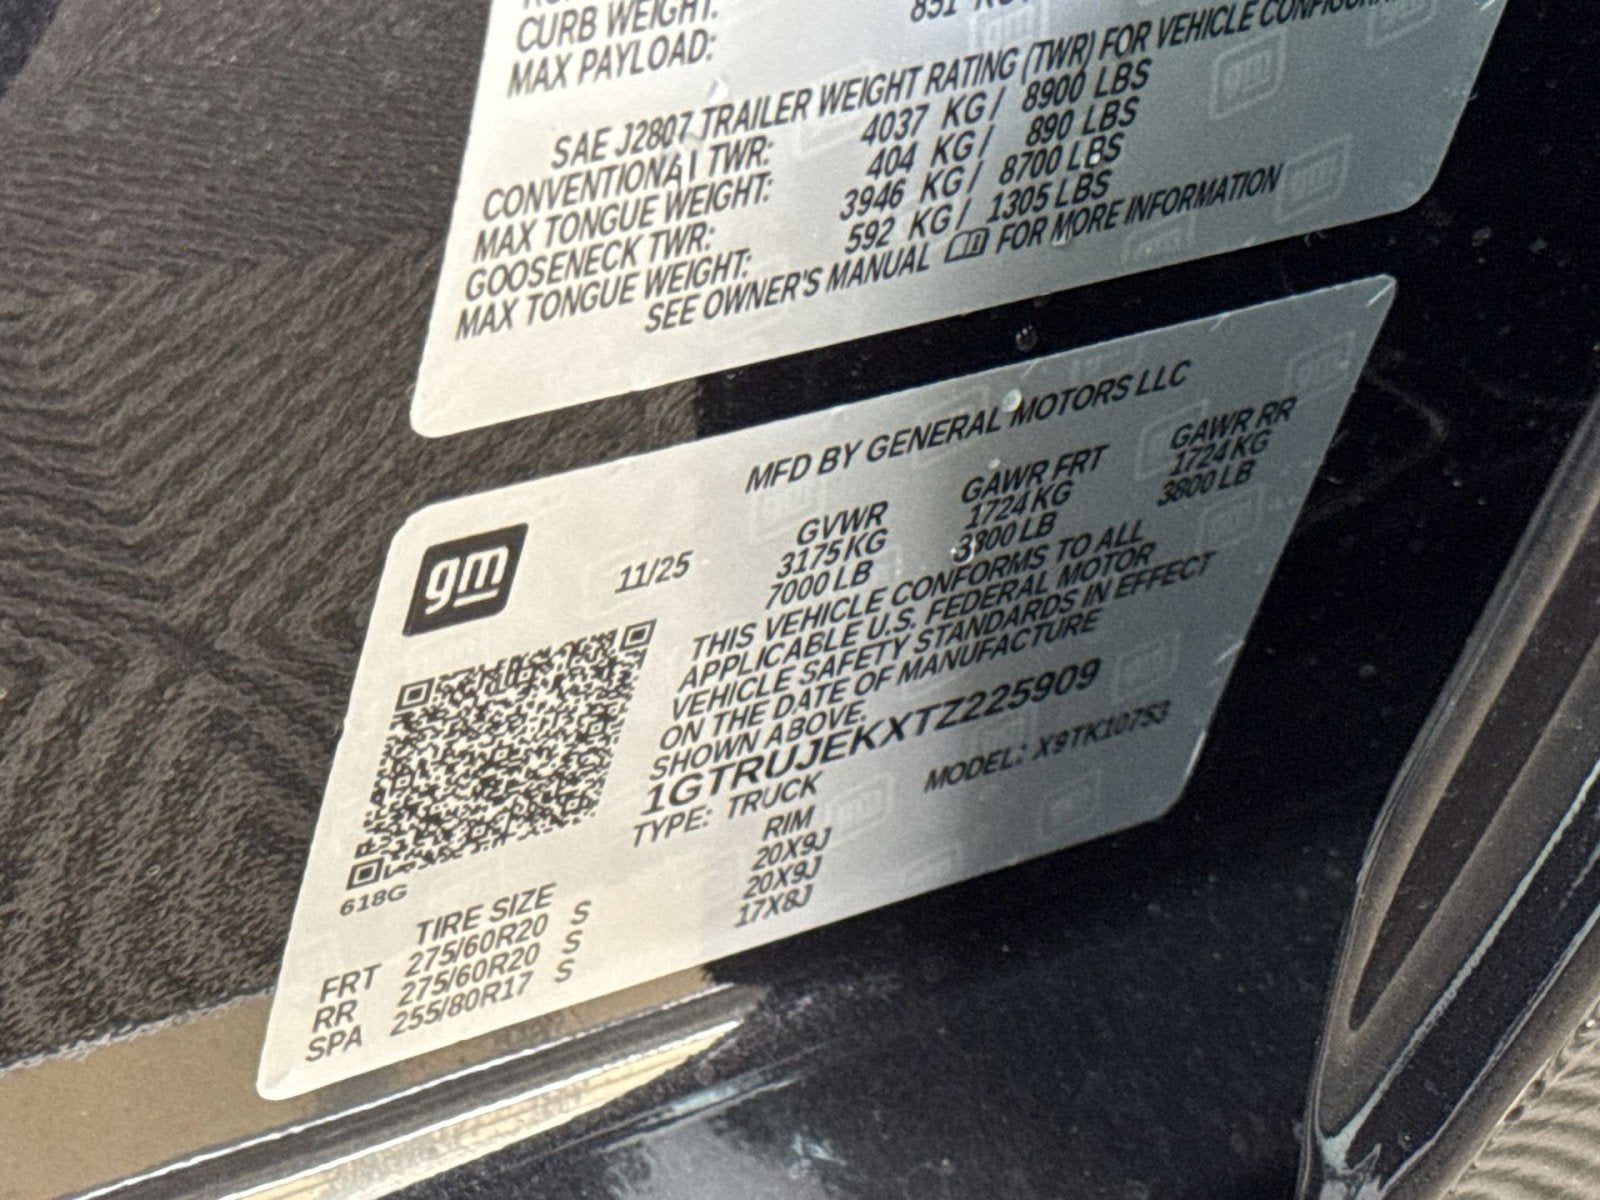 CURB WEIGHT:
MAX PAYLOAD: 851
SAE J2807 TRAILER WEIGHT RATING (TWR) FOR VEHICLE
CONVENTIONAL TWR: 4037 KG/ 8900 LBS
MAX TONGUE WEIGHT: 404 KG/ 890 LBS
GOOSENECK TWR: 3946 KG/ 8700 LBS
MAX TONGUE WEIGHT: 592 KG/ 1305 LBS
SEE OWNER'S MANUAL FOR MORE INFORMATION
MFD BY GENERAL MOTORS LLC
gm
11/25
GVWR GAWR FRT GAWR RR
3175 KG 1724 KG 1724 KG
7000 LB 3800 LB 3800 LB
THIS VEHICLE CONFORMS TO ALL
APPLICABLE U.S. FEDERAL MOTOR
VEHICLE SAFETY STANDARDS IN EFFECT
ON THE DATE OF MANUFACTURE
SHOWN ABOVE.
1GTRUJEKXTZ225909
TYPE: TRUCK MODEL: X9TK10753
618G
TIRE SIZE RIM
FRT 275/60R20 S 20X9J
RR 275/60R20 S 20X9J
SPA 255/80R17 S 17X8J